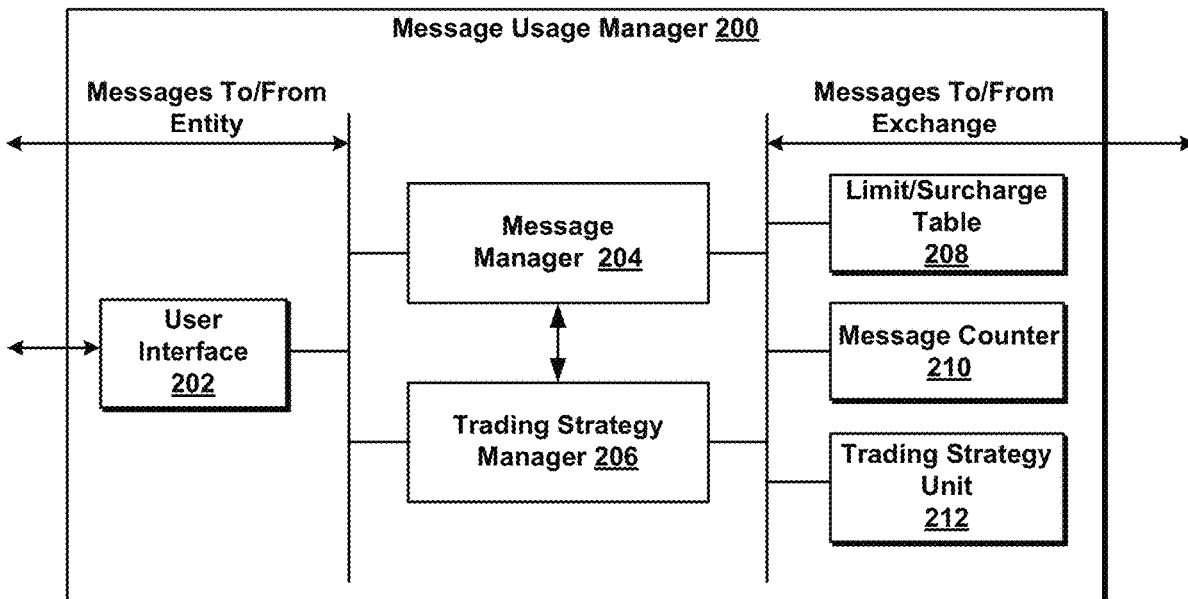 Message Usage Manager 200
Messages To/From
Entity
Messages To/From
Exchange
Message
Manager 204
Limit/Surcharge
Table
208
User
Interface
202
Message Counter
210
Trading Strategy
Manager 206
Trading Strategy
Unit
212